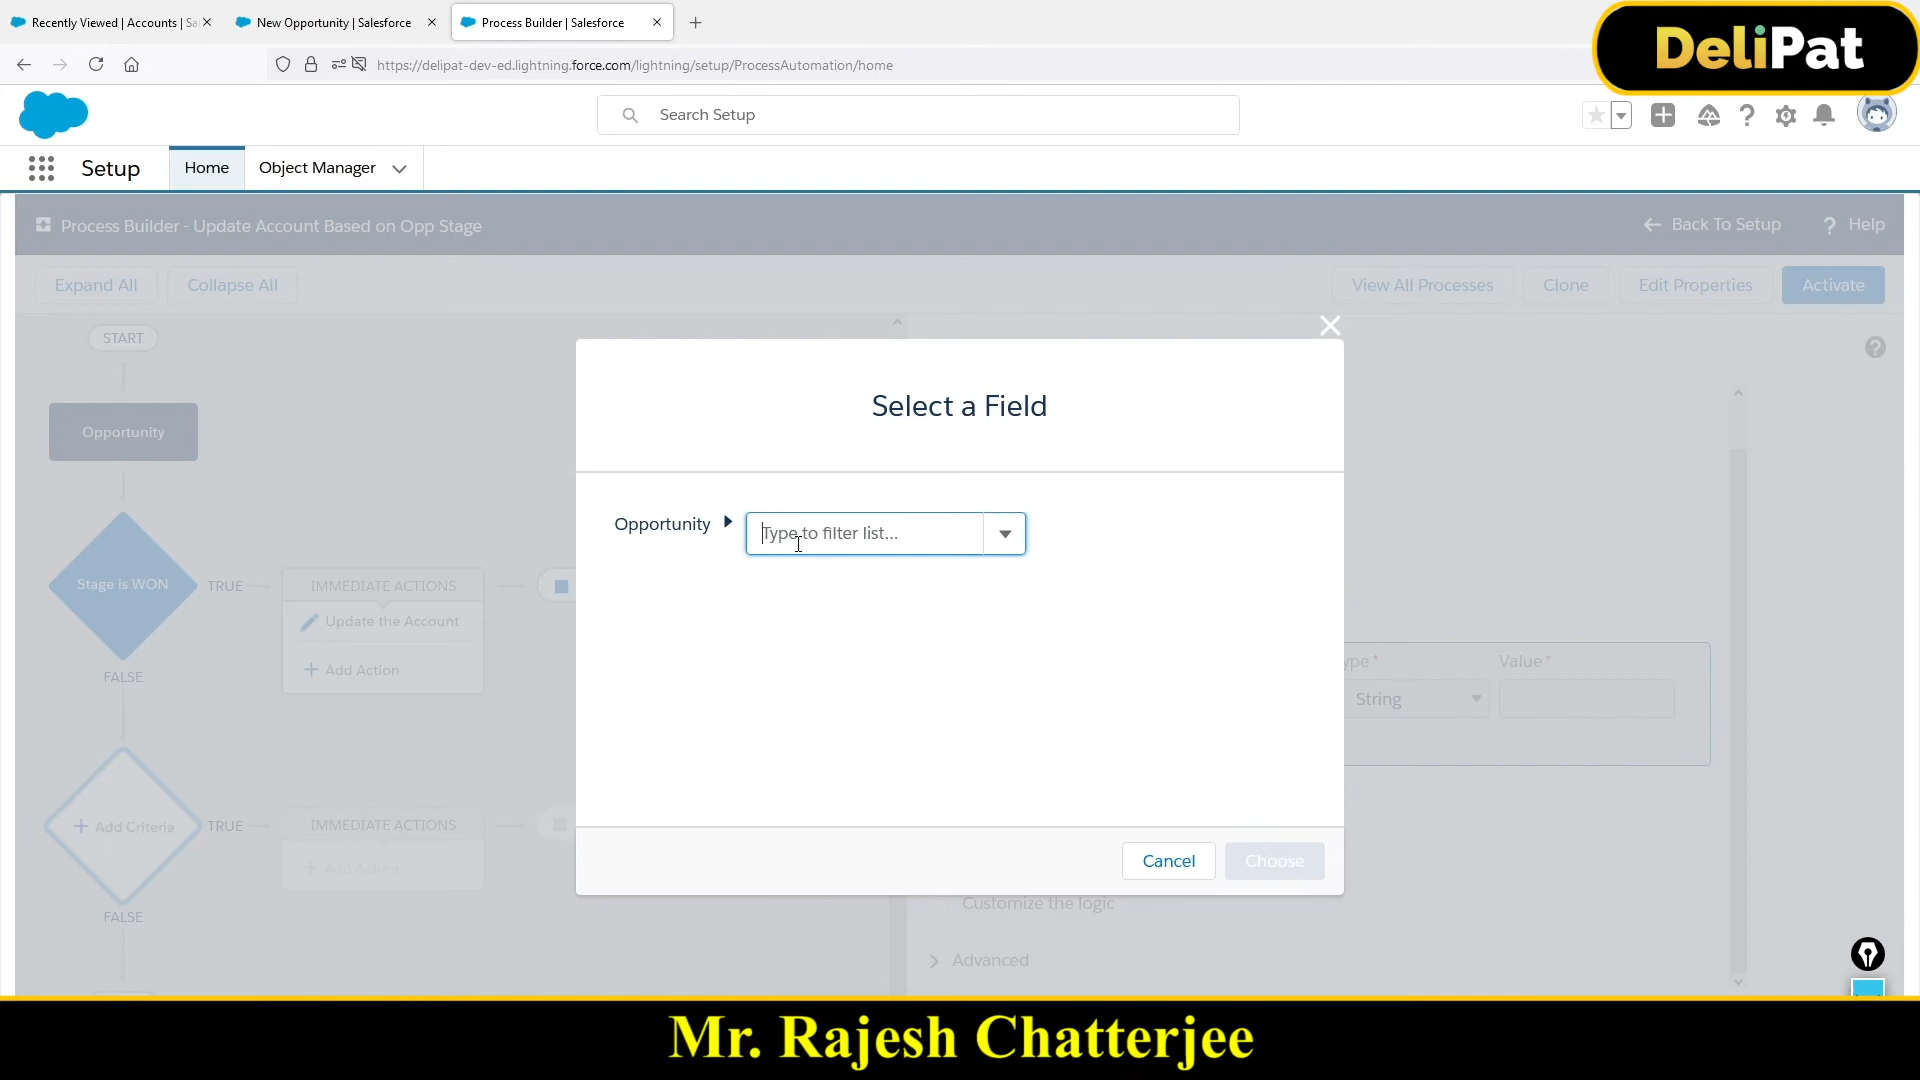 Recently Viewed | Accounts | Sa
New Opportunity | Salesforce
Process Builder | Salesforce
https://delipat-dev-ed.lightning.force.com/lightning/setup/ProcessAutomation/home
DeliPat
Search Setup
Setup
Home
Object Manager
Process Builder - Update Account Based on Opp Stage
Back To Setup
? Help
Expand All
Collapse All
View All Processes
Clone
Edit Properties
Activate
START
Opportunity
Stage is WON
TRUE
IMMEDIATE ACTIONS
Update the Account
+ Add Action
FALSE
+ Add Criteria
TRUE
IMMEDIATE ACTIONS
+ Add Action
FALSE
Select a Field
Opportunity
Type to filter list...
Cancel
Choose
ype*
Value*
String
Customize the logic
Advanced
Mr. Rajesh Chatterjee